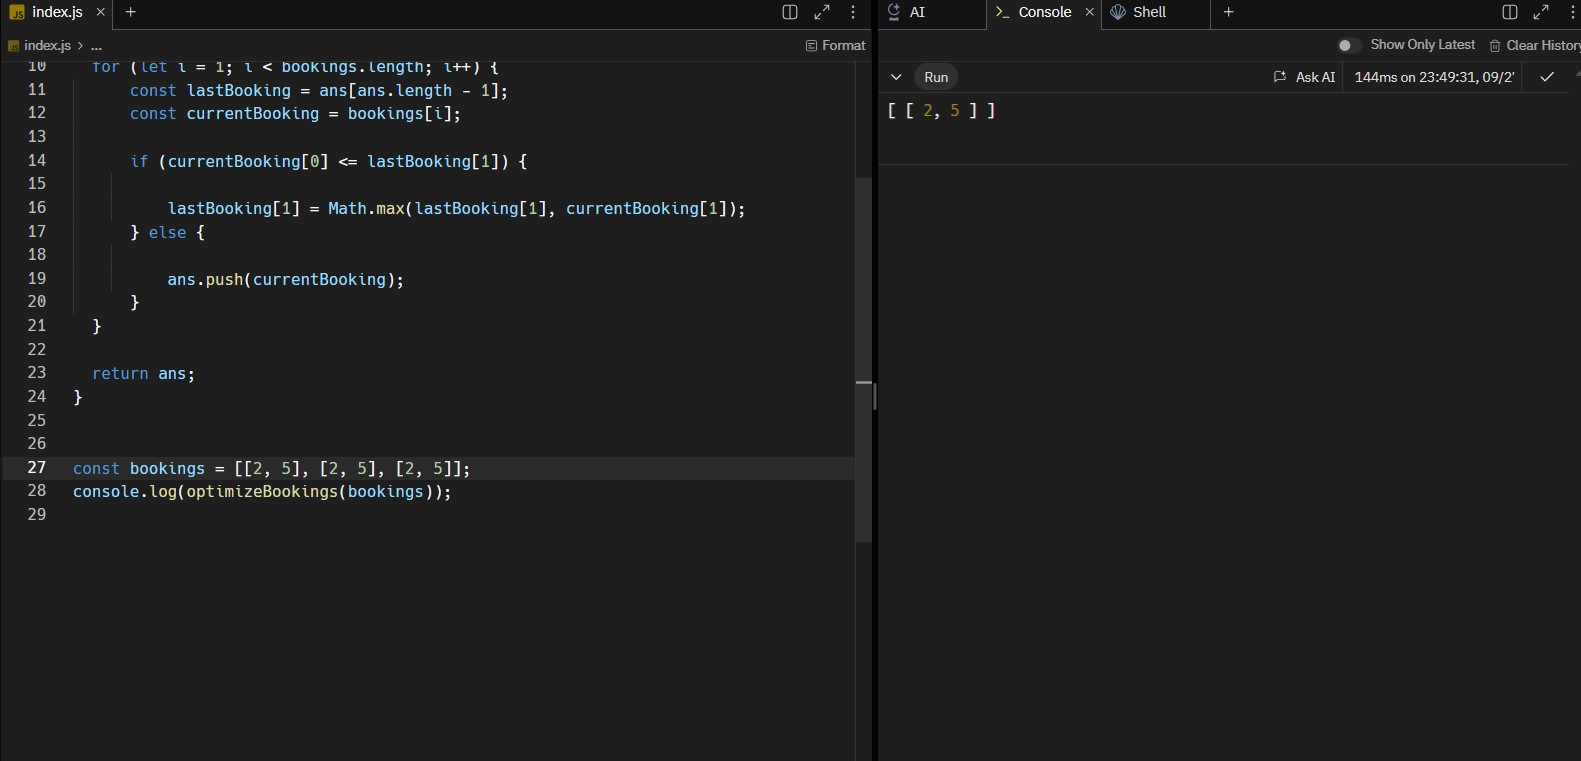 index.js × +
index.js > ...
Format
10 for (let i = 1; i < bookings.length; i++) {
11 const lastBooking = ans[ans.length - 1];
12 const currentBooking = bookings[i];
13
14 if (currentBooking[0] <= lastBooking[1]) {
15
16 lastBooking[1] = Math.max(lastBooking[1], currentBooking[1]);
17 } else {
18
19 ans.push(currentBooking);
20 }
21 }
22
23 return ans;
24 }
25
26
27 const bookings = [[2, 5], [2, 5], [2, 5]];
28 console.log(optimizeBookings(bookings));
29
AI
>_ Console ×
Shell +
Show Only Latest
Clear History
Run
Ask AI
144ms on 23:49:31, 09/2'
[ [ 2, 5 ] ]